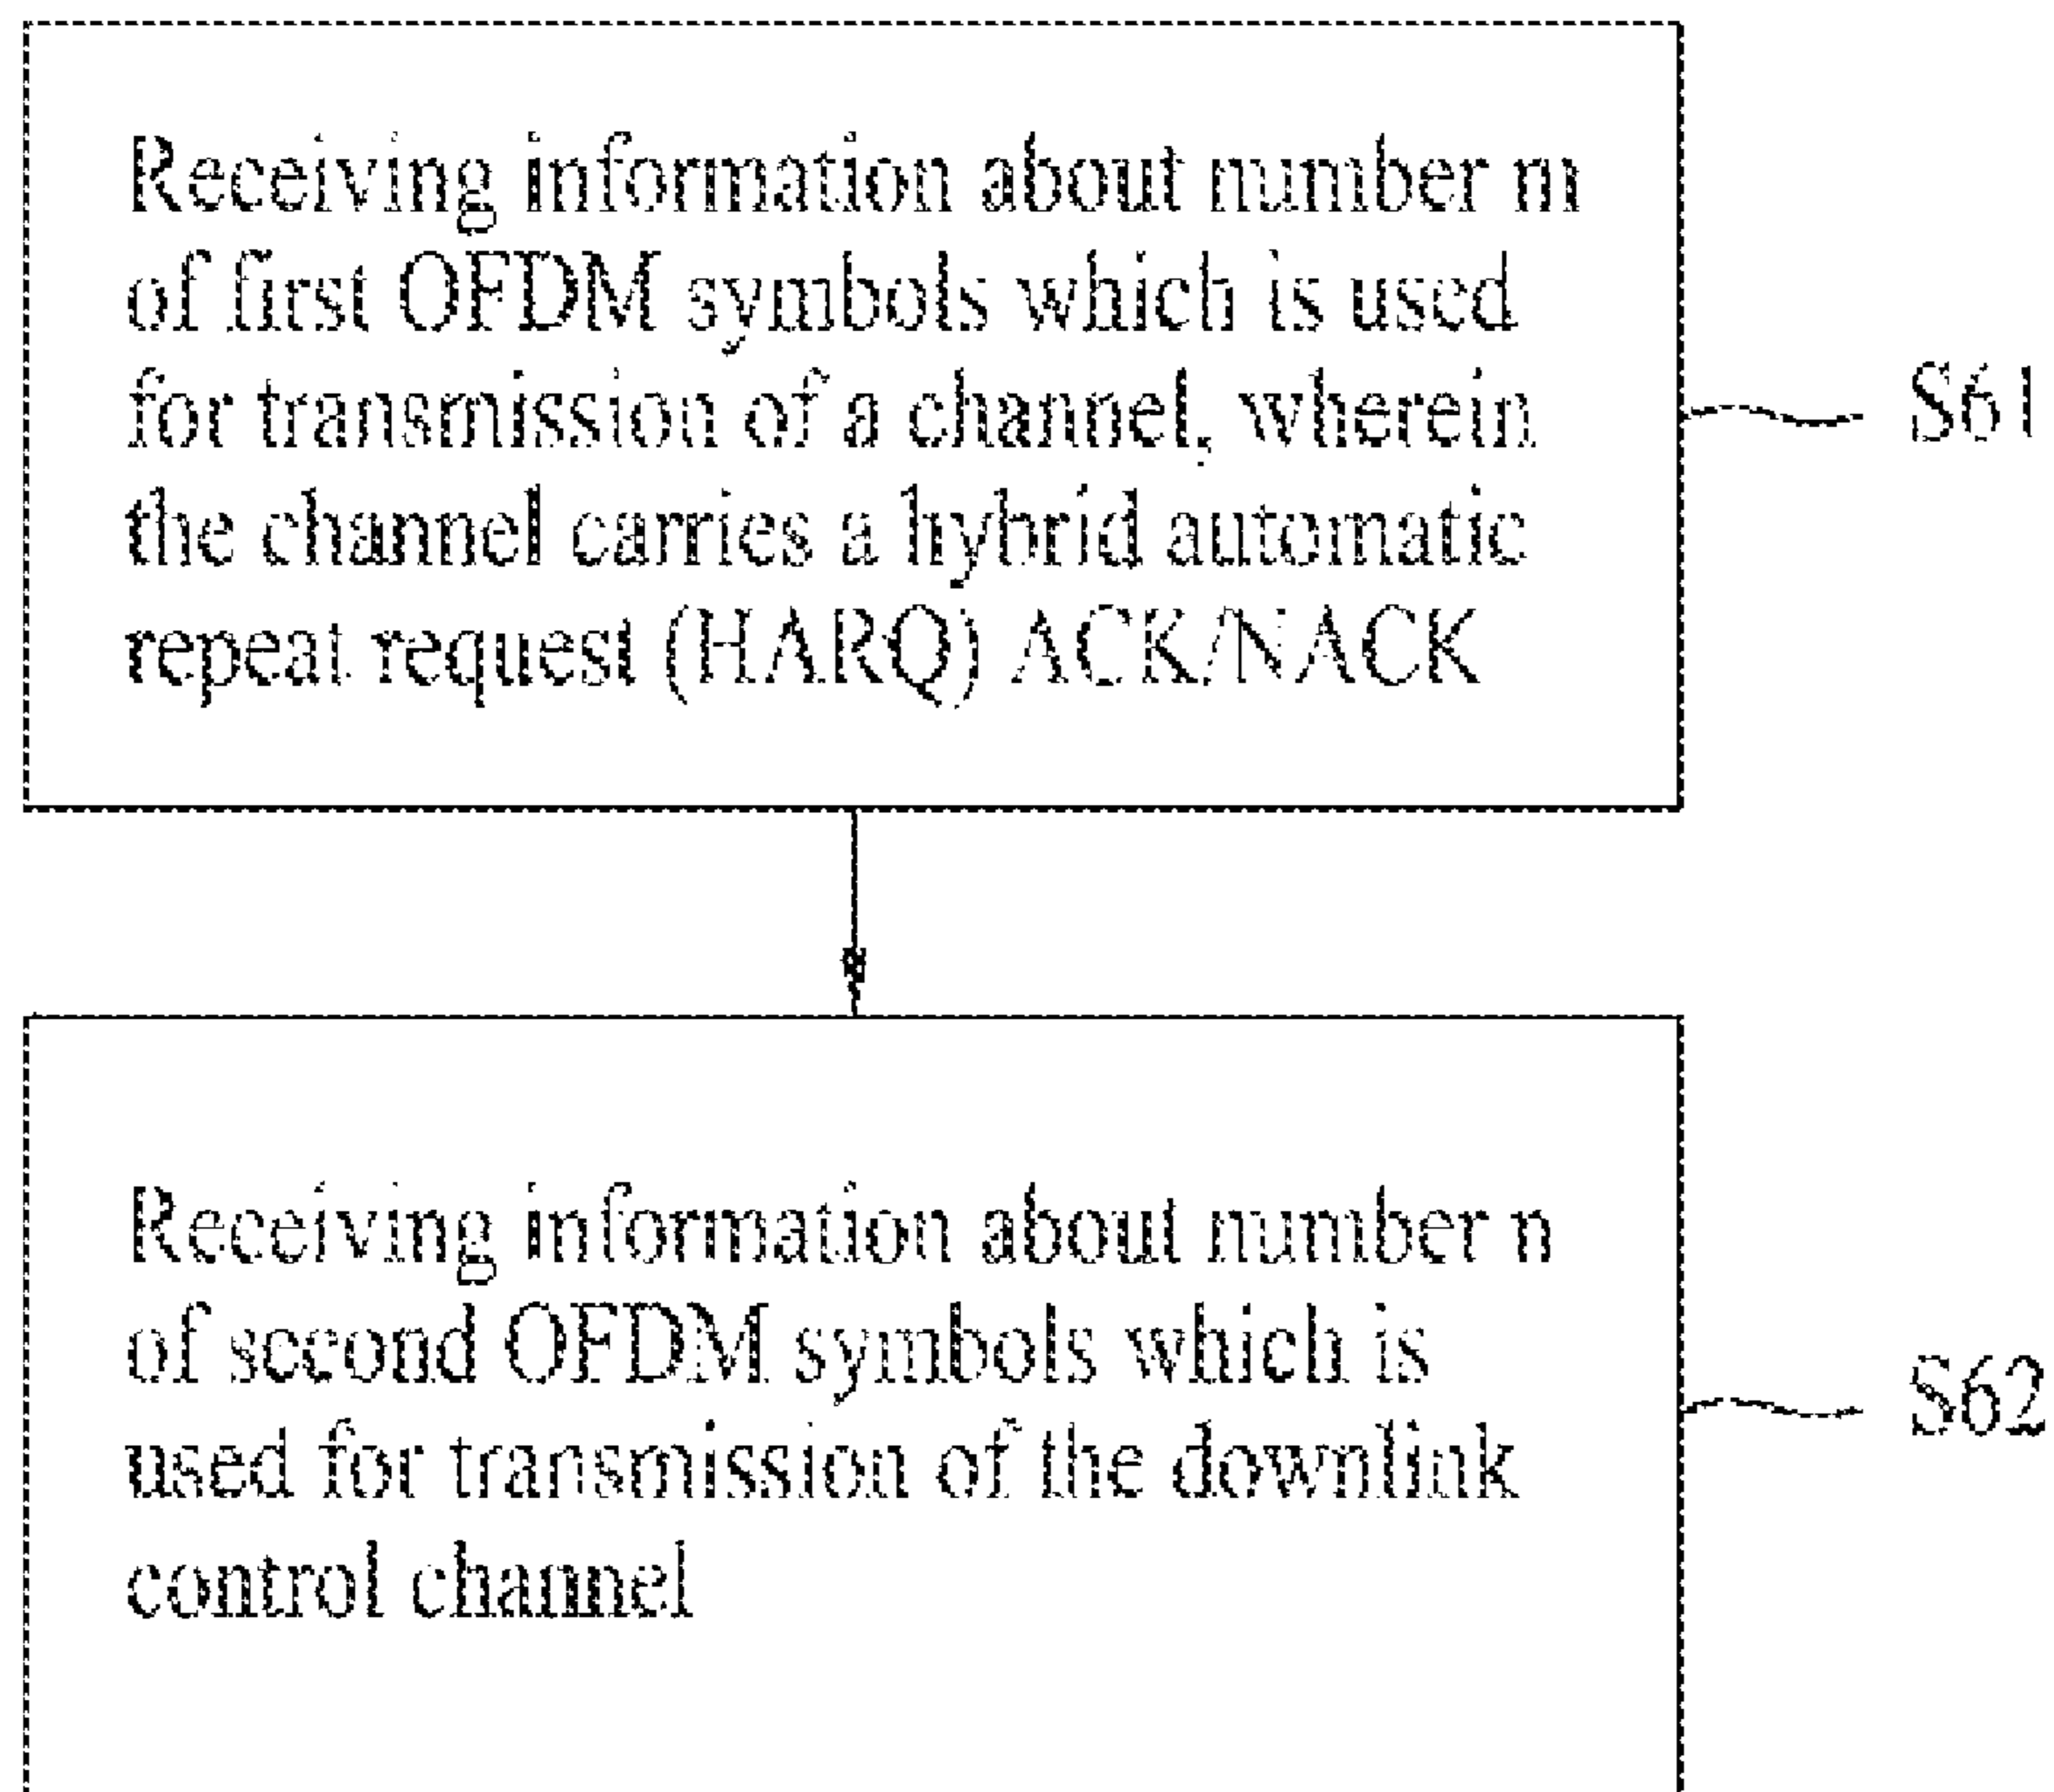 Receiving information about number m
of first OFDM symbols which is used
for transmission of a channel, wherein
the channel carries a hybrid automatic
repeat request (HARQ) ACK/NACK
S61
Receiving information about number n
of second OFDM symbols which is
used for transmission of the downlink
control channel
S62